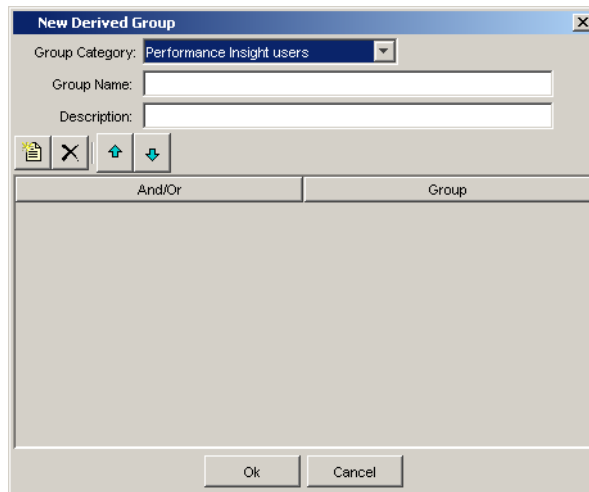 New Derived Group
Group Category: Performance Insight users
Group Name:
Description:
And/Or Group
Ok Cancel